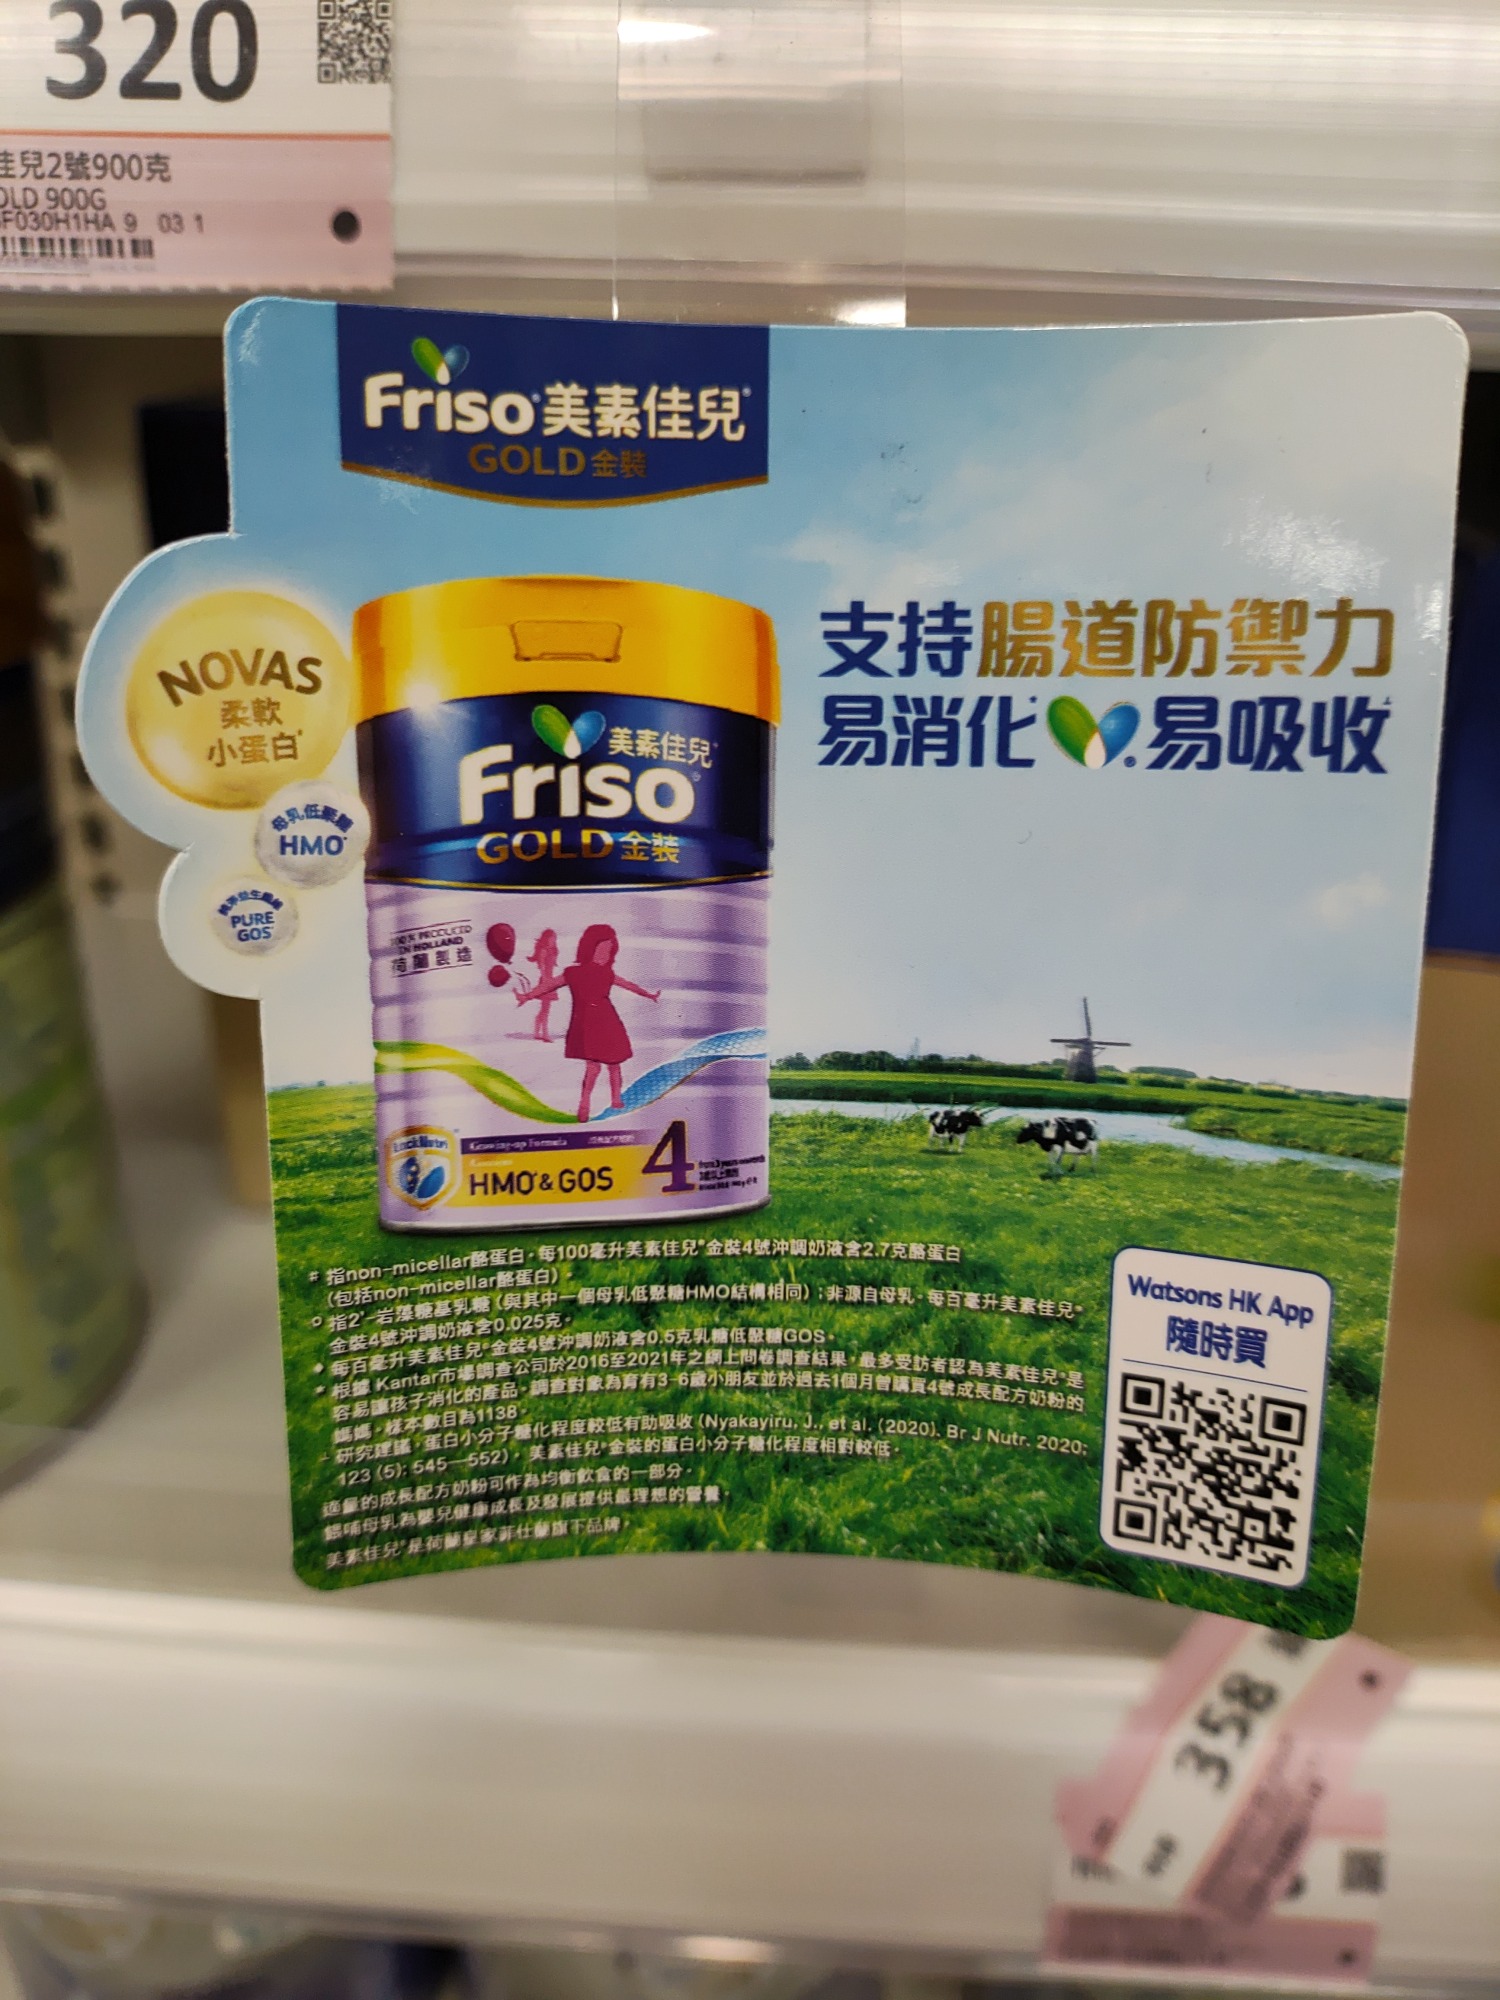 320
佳兒2號900克
OLD 900G
F030H1HA 9 03 1
Friso 美素佳兒
GOLD 金裝
NOVAS
柔軟
小蛋白#
母乳低聚糖
HMO°
PURE
GOS
美素佳兒
Friso
GOLD 金裝
100% PRODUCED
IN HOLLAND
荷蘭製造
Growing-up Formula
HMO & GOS
4
支持腸道防禦力
易消化 易吸收
# 指non-micellar酪蛋白。每100毫升美素佳兒®金裝4號沖調奶液含2.7克酪蛋白
(包括non-micellar酪蛋白)。
° 指2'-岩藻糖基乳糖(與其中一個母乳低聚糖HMO結構相同);非源自母乳。每百毫升美素佳兒®
金裝4號沖調奶液含0.025克。
♦ 每百毫升美素佳兒®金裝4號沖調奶液含0.5克乳糖低聚糖GOS。
* 根據 Kantar市場調查公司於2016至2021年之網上問卷調查結果,最多受訪者認為美素佳兒®是
容易讓孩子消化的產品。調查對象為育有3-6歲小朋友並於過去1個月曾購買4號成長配方奶粉的
媽媽,樣本數目為1138。
研究證議,蛋白小分子糖化程度較低有助吸收 (Nyakayiru, J., et al. (2020). Br J Nutr. 2020;
123 (5): 545—552),美素佳兒®金裝的蛋白小分子糖化程度相對較低。
適量的成長配方奶粉可作為均衡飲食的一部分。
餵哺母乳為嬰兒健康成長及發展提供最理想的營養。
美素佳兒®是荷蘭皇家菲仕蘭旗下品牌。
Watsons HK App
隨時買
358